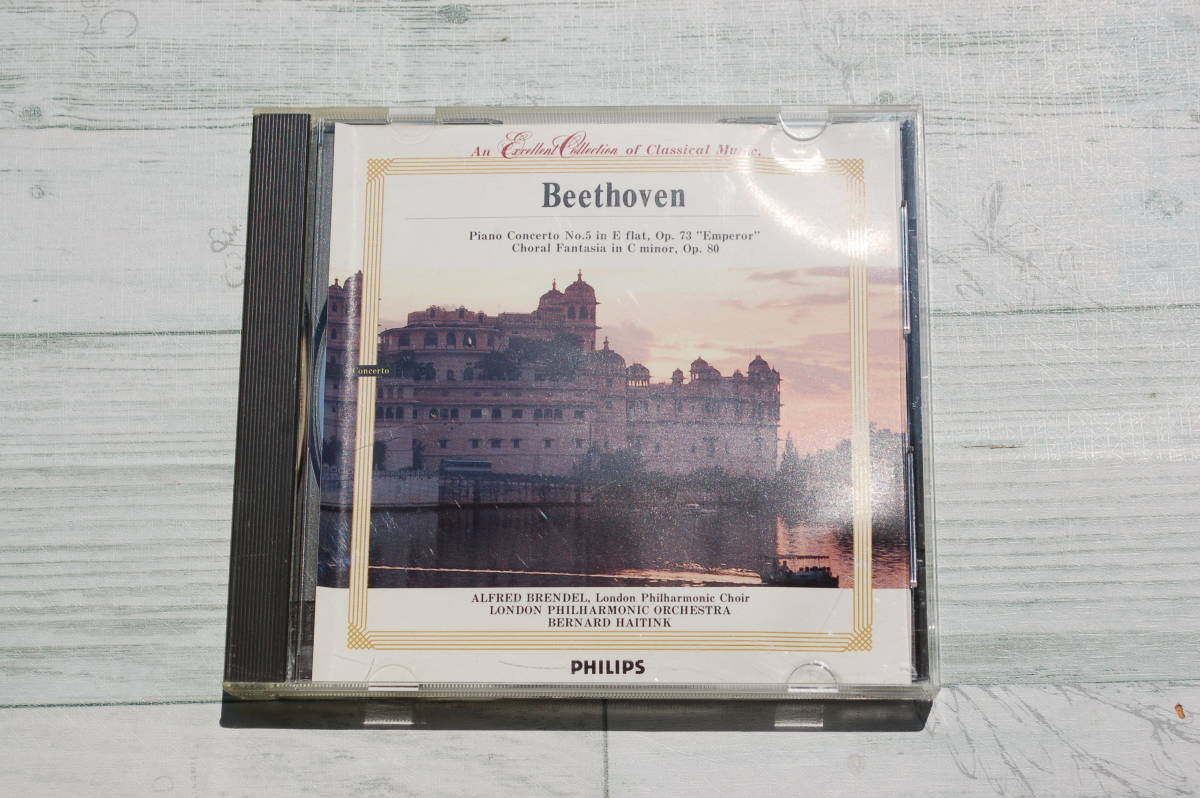 An Excellent Collection of Classical Music.
Beethoven
Piano Concerto No.5 in E flat, Op. 73 "Emperor"
Choral Fantasia in C minor, Op. 80
Concerto
ALFRED BRENDEL, London Philharmonic Choir
LONDON PHILHARMONIC ORCHESTRA
BERNARD HAITINK
PHILIPS